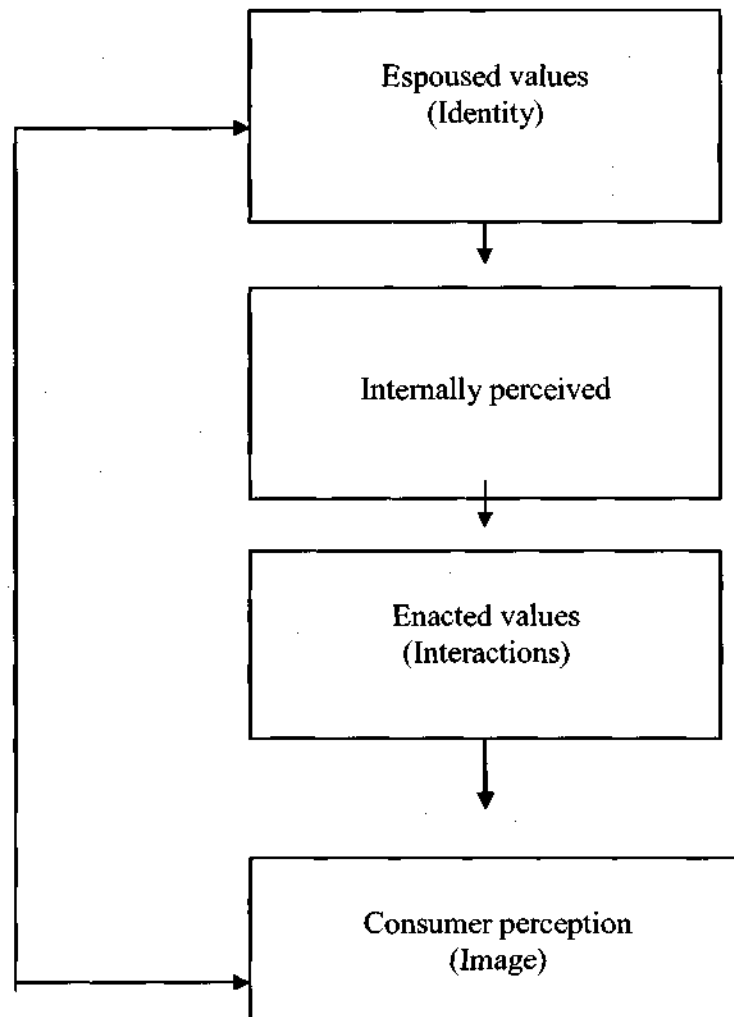 Espoused values
(Identity)
Internally perceived
Enacted values
(Interactions)
Consumer perception
(Image)